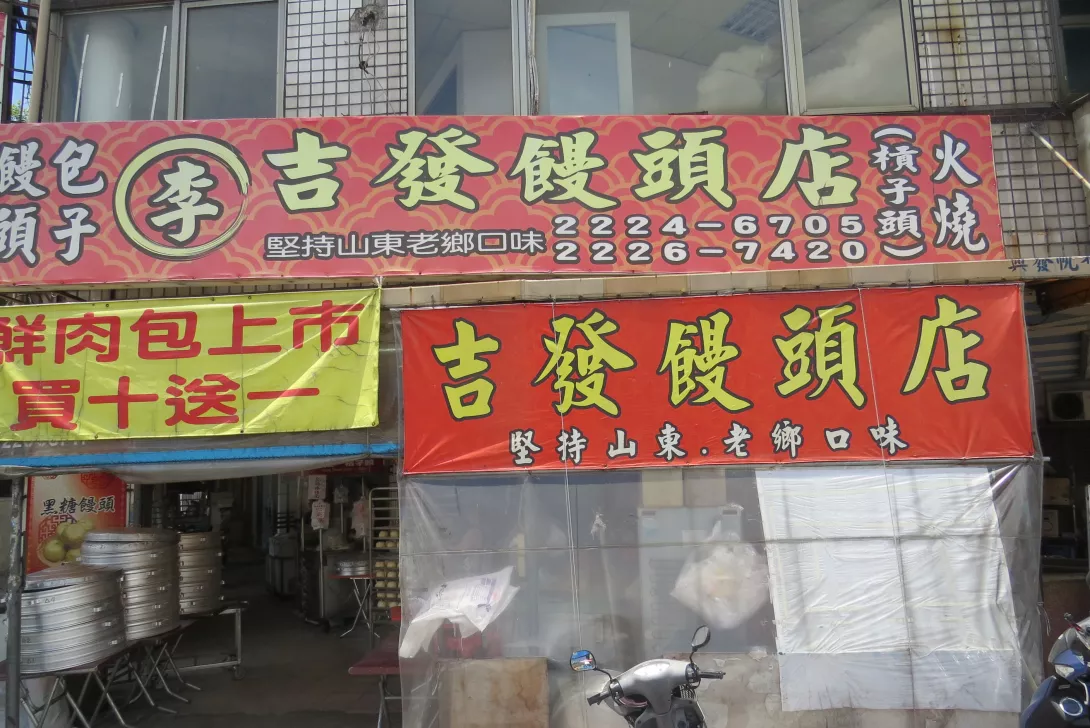 饅頭
包子
李
吉發饅頭店
堅持山東老鄉口味
2224-6705
2226-7420
(槓子頭)
火燒
鮮肉包上市
買十送一
吉發饅頭店
堅持山東.老鄉口味
黑糖饅頭